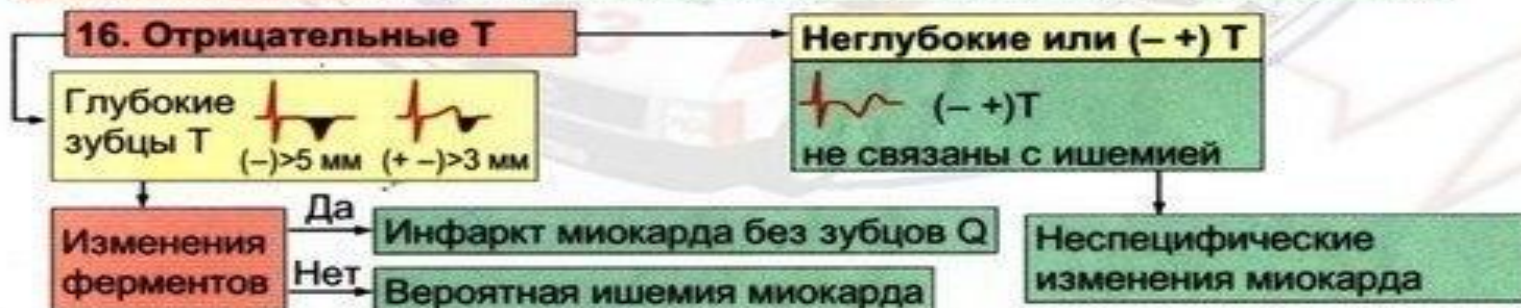 16. Отрицательные Т
Неглубокие или (– +) Т
Глубокие
зубцы Т
(–)>5 мм (+ –)>3 мм
(– +)Т
не связаны с ишемией
Изменения
ферментов
Да
Инфаркт миокарда без зубцов Q
Нет
Вероятная ишемия миокарда
Неспецифические
изменения миокарда